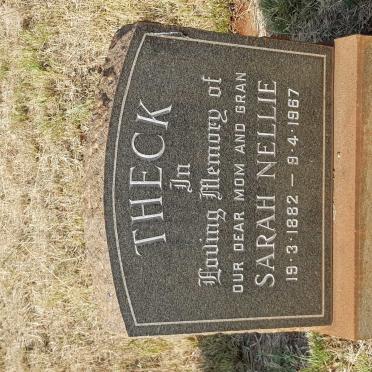 THECK
In
Loving Memory of
OUR DEAR MOM AND GRAN
SARAH NELLIE
19·3·1882 – 9·4·1967